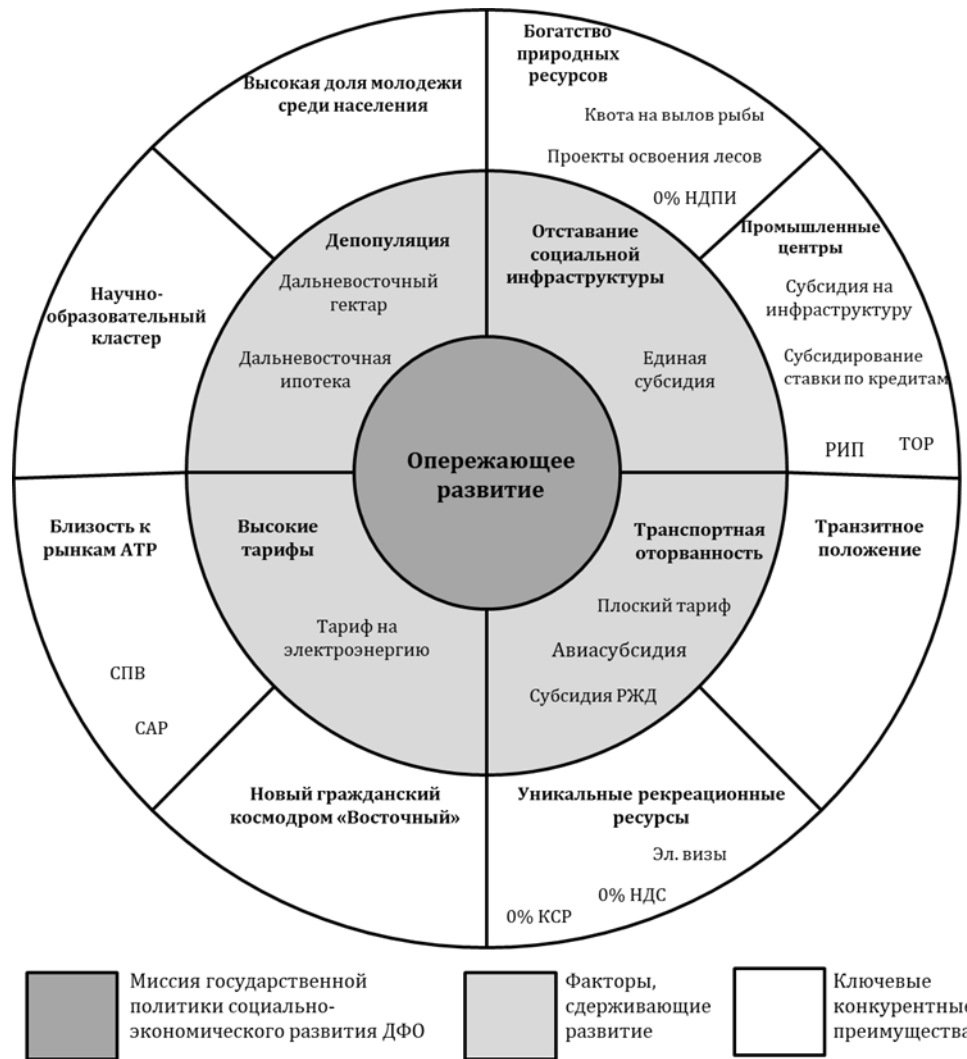 Богатство
природных
ресурсов
Квота на вылов рыбы
Проекты освоения лесов
0% НДПИ
Высокая доля молодежи
среди населения
Промышленные
центры
Субсидия на
инфраструктуру
Субсидирование
ставки по кредитам
РИП
ТОР
Научно-
образовательный
кластер
Депопуляция
Дальневосточный
гектар
Дальневосточная
ипотека
Отставание
социальной
инфраструктуры
Единая
субсидия
Опережающее
развитие
Близость к
рынкам АТР
СПВ
САР
Высокие
тарифы
Тариф на
электроэнергию
Транспортная
оторванность
Плоский тариф
Авиасубсидия
Субсидия РЖД
Транзитное
положение
Новый гражданский
космодром «Восточный»
Уникальные рекреационные
ресурсы
Эл. визы
0% НДС
0% КСР
Миссия государственной
политики социально-
экономического развития ДФО
Факторы,
сдерживающие
развитие
Ключевые
конкурентные
преимущества